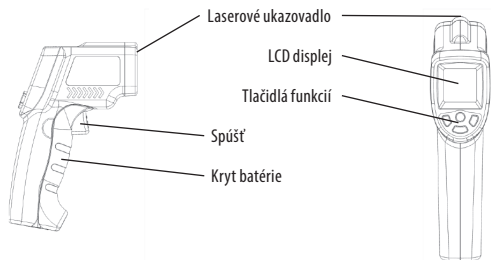 Laserové ukazovadlo
LCD displej
Tlačidlá funkcií
Spúšť
Kryt batérie